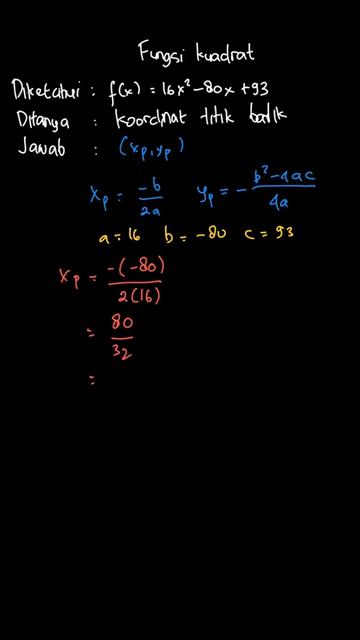 Fungsi Kuadrat
Diketahui : f(x) = 16x² - 80x + 93
Ditanya : koordinat titik balik
Jawab : (xp, yp)
xp = -b/2a yp = - b² - 4ac/4a
a = 16 b = -80 c = 93
xp = -(-80)/2(16)
= 80/32
=